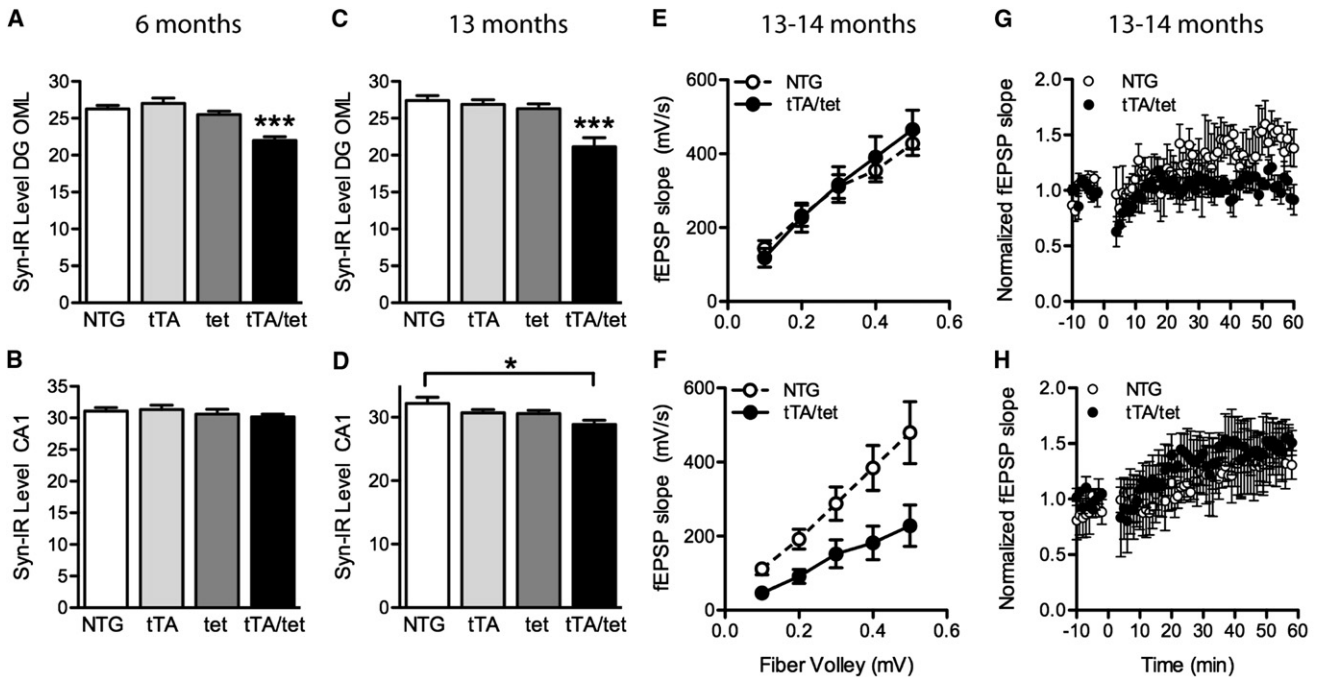 A 6 months
C 13 months
E 13-14 months
G 13-14 months
Syn-IR Level DG OML
30
25
20
15
10
5
0
***
NTG tTA tet tTA/tet
Syn-IR Level DG OML
30
25
20
15
10
5
0
***
NTG tTA tet tTA/tet
fEPSP slope (mV/s)
600
400
200
0
NTG
tTA/tet
0.0 0.2 0.4 0.6
Normalized fEPSP slope
2.0
1.5
1.0
0.5
0.0
NTG
tTA/tet
-10 0 10 20 30 40 50 60
B
Syn-IR Level CA1
35
30
25
20
15
10
5
0
NTG tTA tet tTA/tet
D
Syn-IR Level CA1
30
20
10
0
*
NTG tTA tet tTA/tet
F
fEPSP slope (mV/s)
600
400
200
0
NTG
tTA/tet
0.0 0.2 0.4 0.6
Fiber Volley (mV)
H
Normalized fEPSP slope
2.0
1.5
1.0
0.5
0.0
NTG
tTA/tet
-10 0 10 20 30 40 50 60
Time (min)